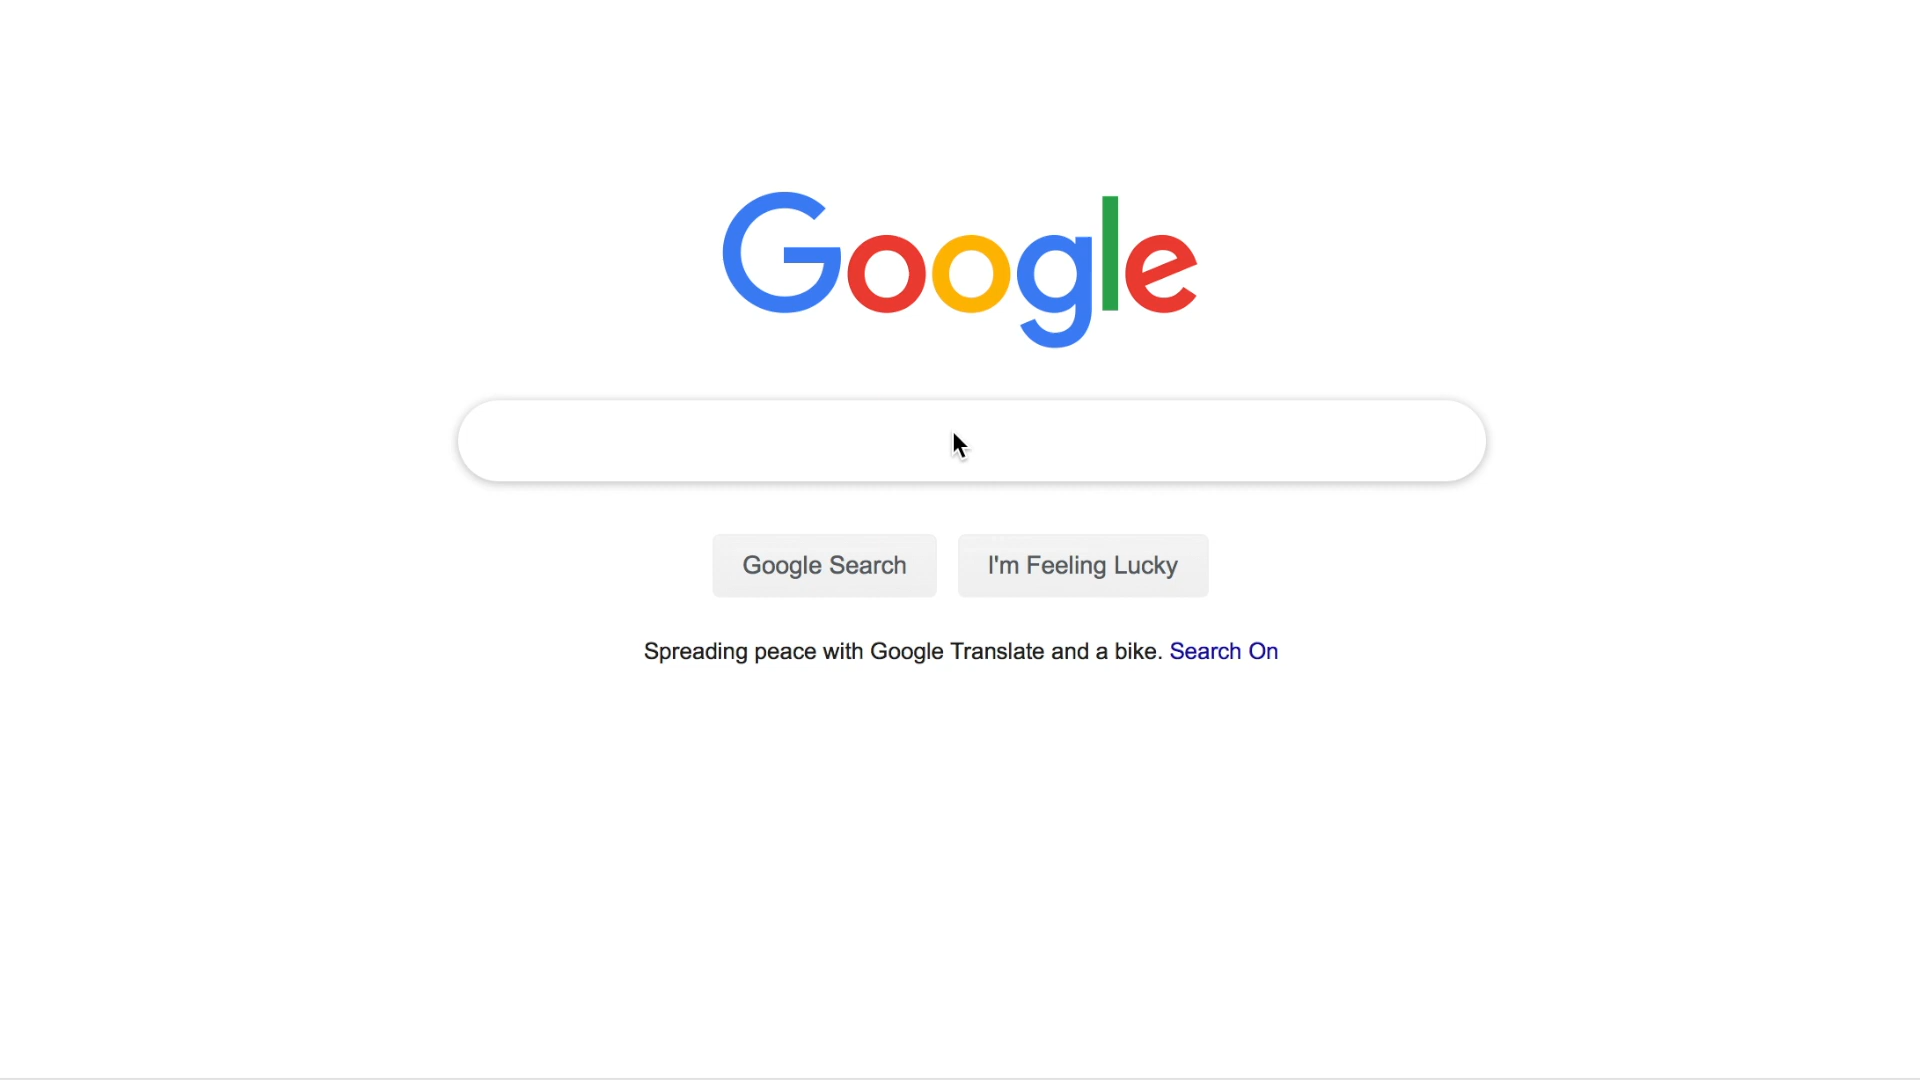 Google
Google Search
I'm Feeling Lucky
Spreading peace with Google Translate and a bike. Search On